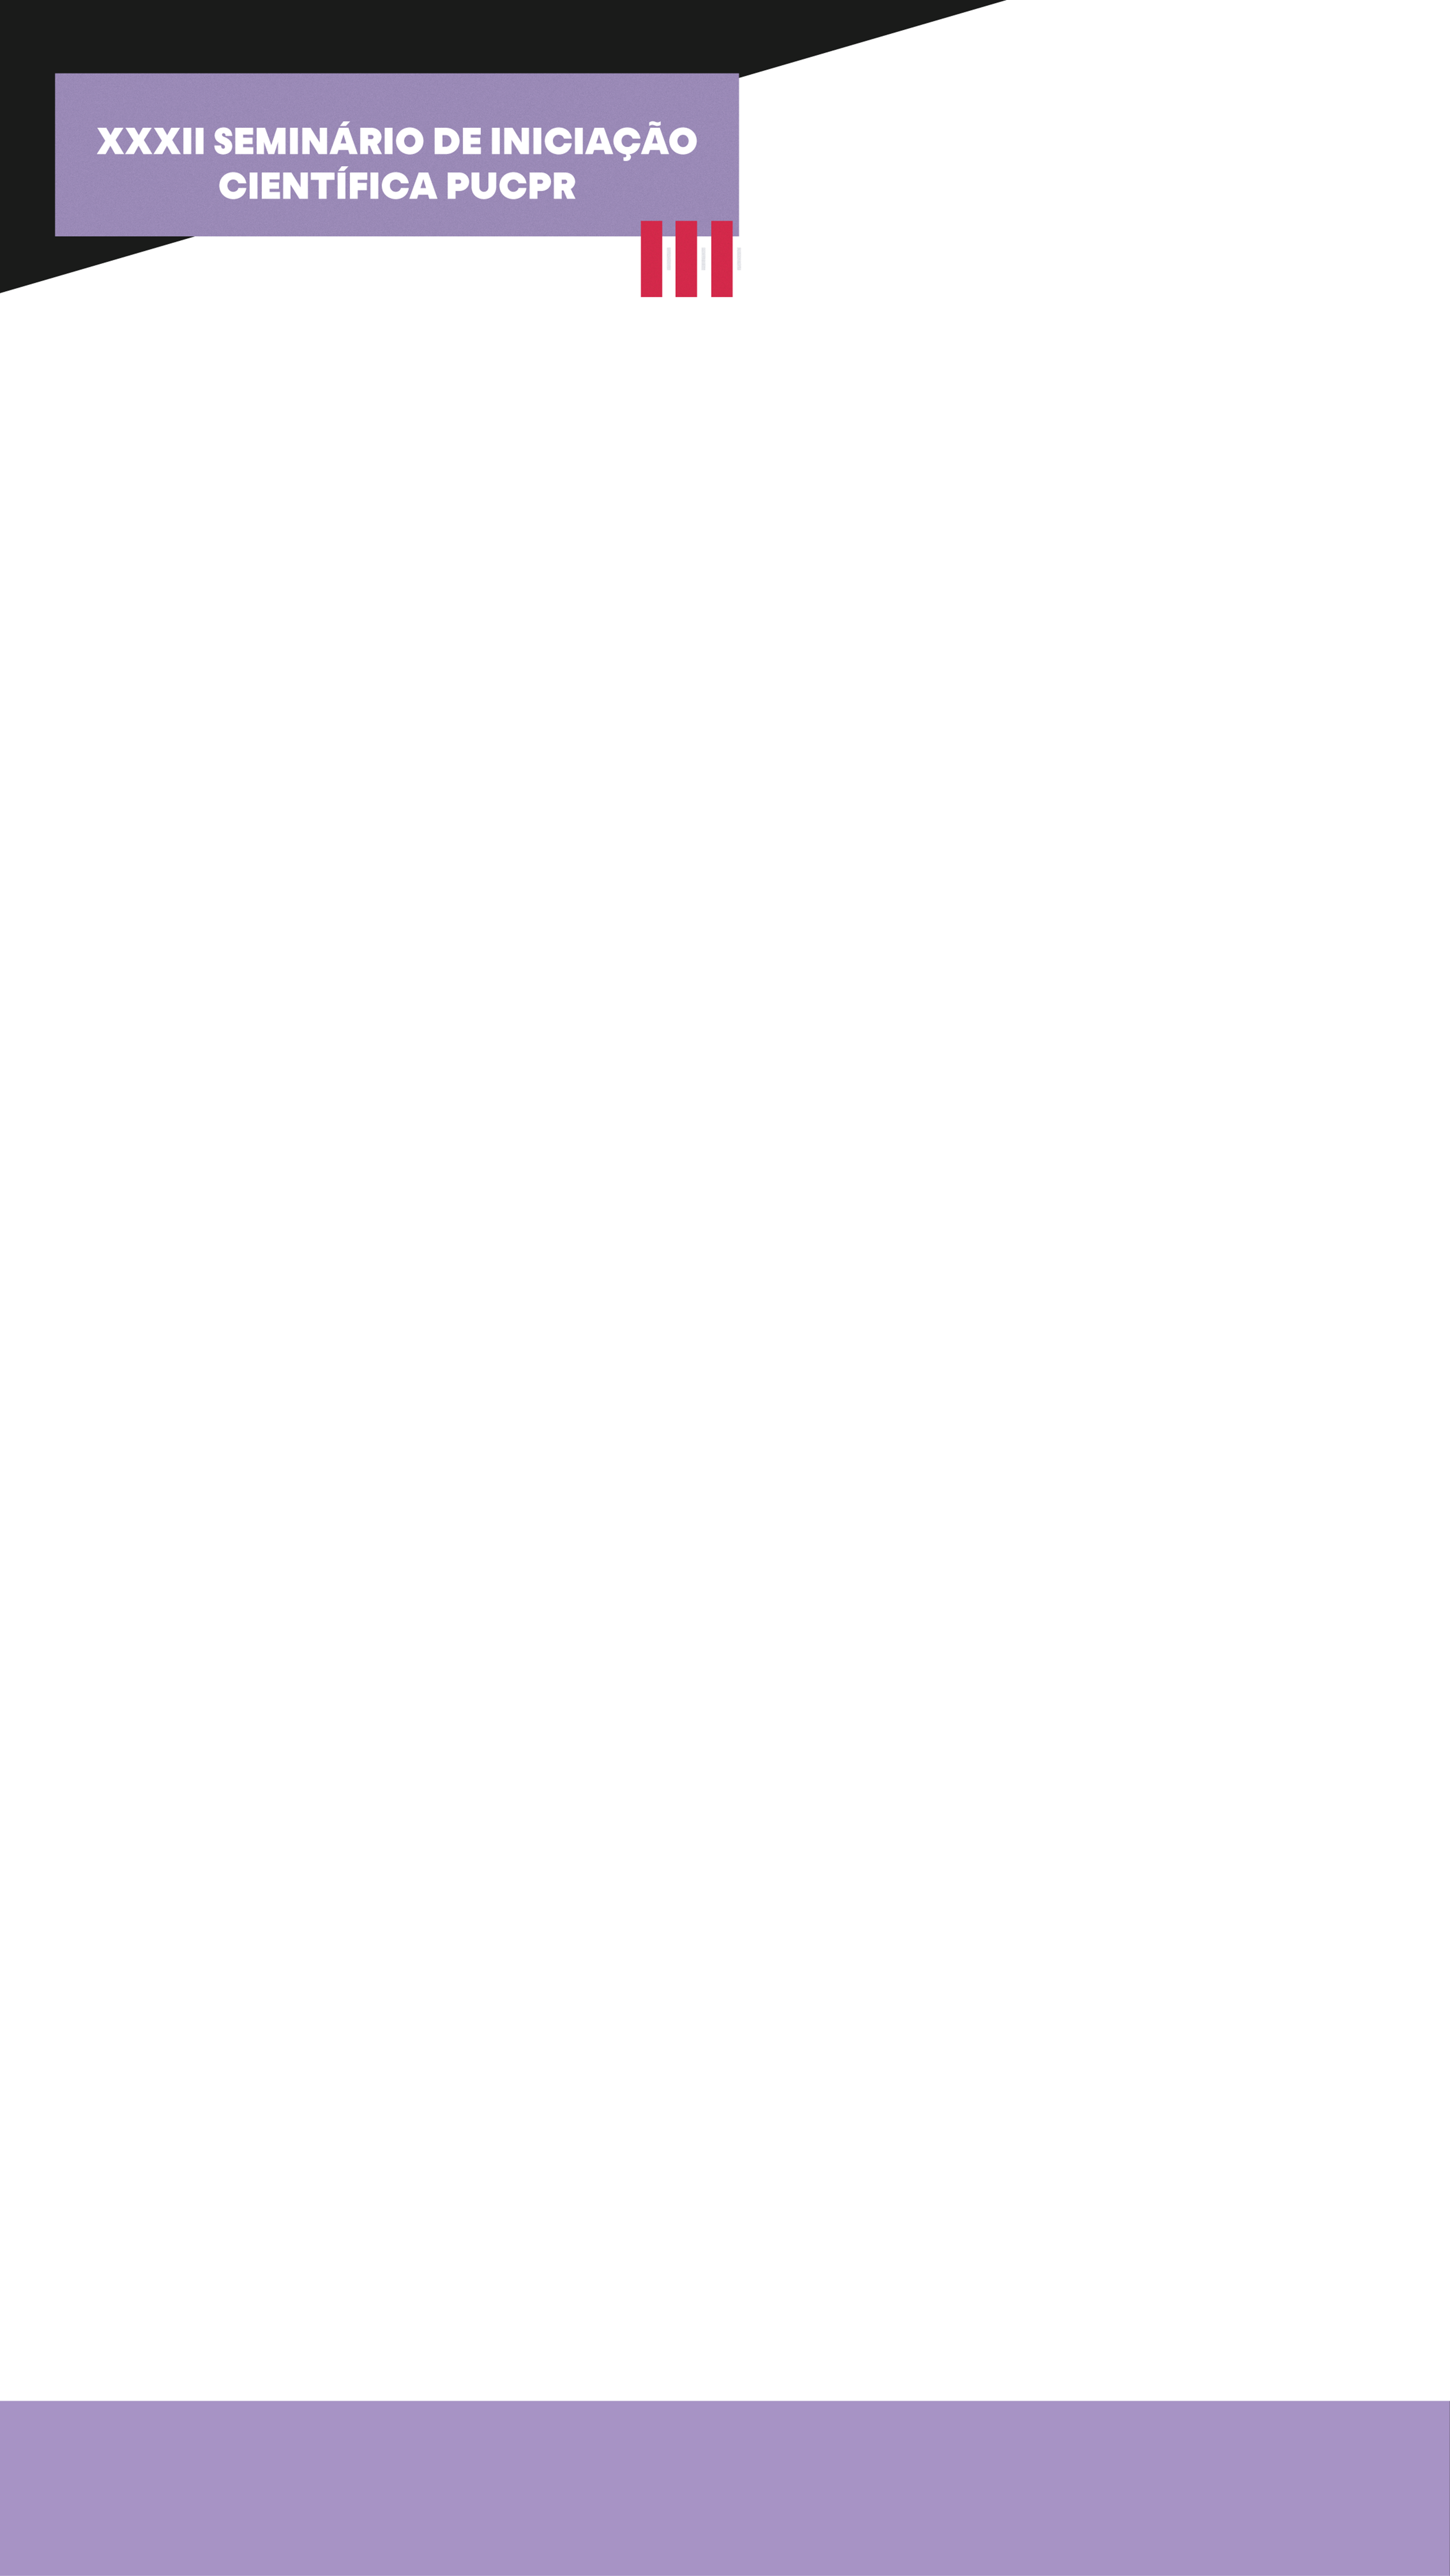 XXXII SEMINÁRIO DE INICIAÇÃO
CIENTÍFICA PUCPR